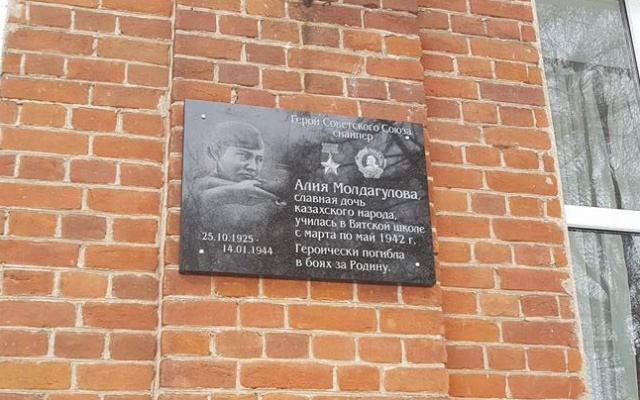 Герой Советского Союза
снайпер
Алия Молдагулова,
славная дочь
казахского народа,
училась в Вятской школе
с марта по май 1942 г.
Героически погибла
в боях за Родину.
25.10.1925 -
14.01.1944